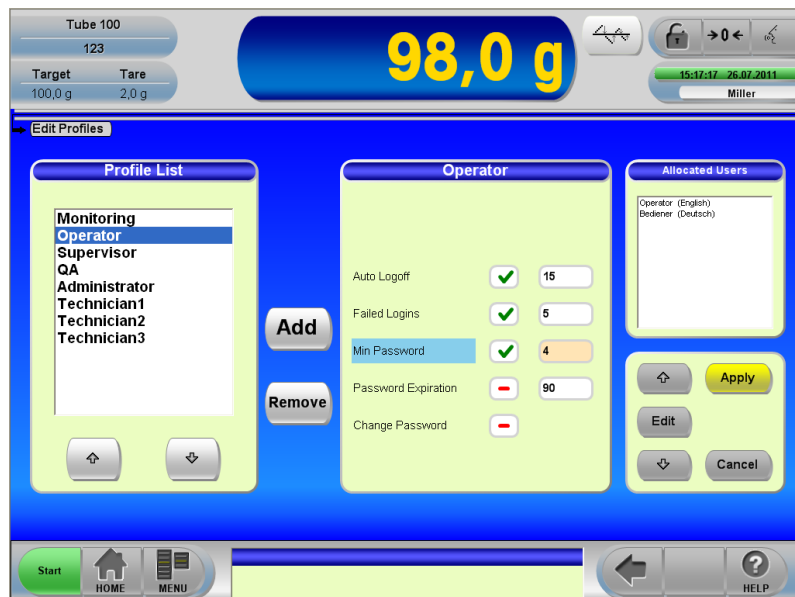 Tube 100
123
Target Tare
100,0 g 2,0 g
98,0 g
→0←
15:17:17 26.07.2011
Miller
Edit Profiles
Profile List
Monitoring
Operator
Supervisor
QA
Administrator
Technician1
Technician2
Technician3
Add
Remove
Operator
Auto Logoff 15
Failed Logins 5
Min Password 4
Password Expiration 90
Change Password
Allocated Users
Operator (English)
Bediener (Deutsch)
Apply
Edit
Cancel
Start
HOME
MENU
HELP